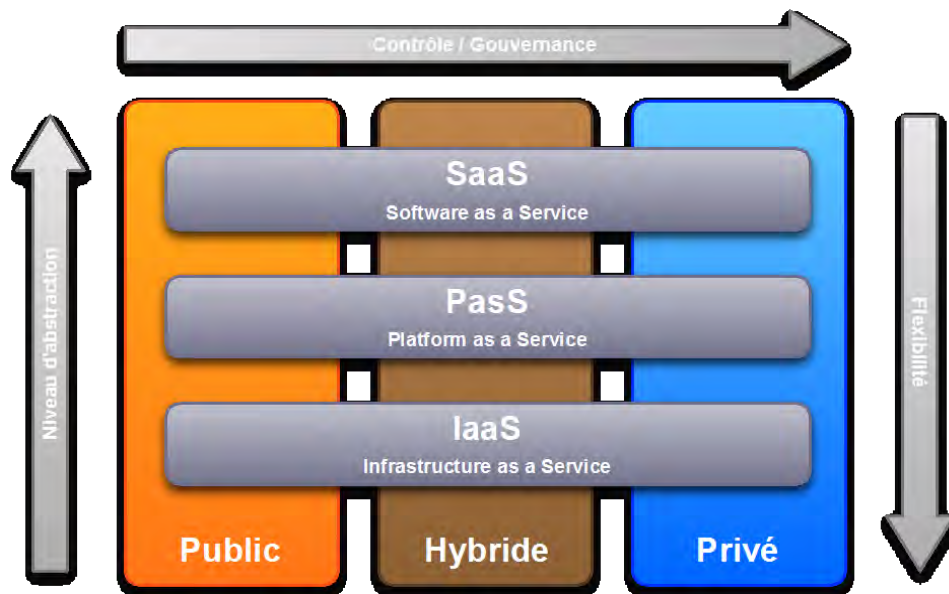 Contrôle / Gouvernance
SaaS
Software as a Service
PasS
Platform as a Service
IaaS
Infrastructure as a Service
Public
Hybride
Privé
Niveau d'abstraction
Flexibilité